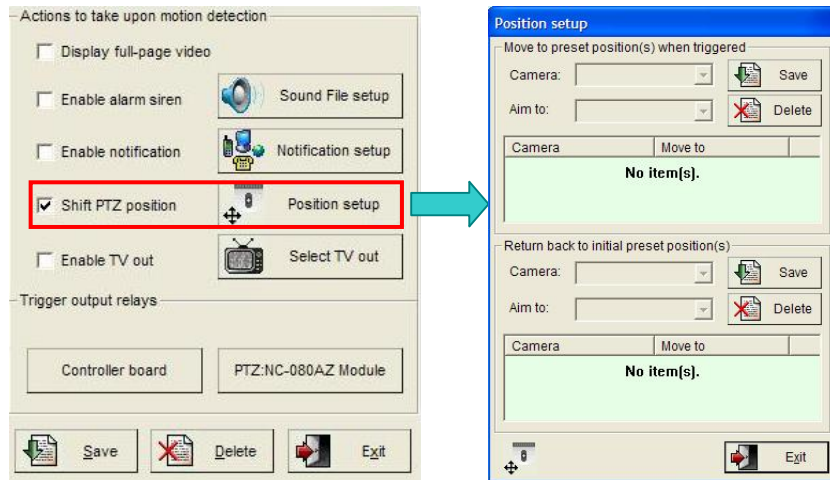 Actions to take upon motion detection
Display full-page video
Enable alarm siren
Sound File setup
Enable notification
Notification setup
Shift PTZ position
Position setup
Enable TV out
Select TV out
Trigger output relays
Controller board
PTZ:NC-080AZ Module
Save
Delete
Exit
Position setup
Move to preset position(s) when triggered
Camera:
Save
Aim to:
Delete
Camera Move to
No item(s).
Return back to initial preset position(s)
Camera:
Save
Aim to:
Delete
Camera Move to
No item(s).
Exit